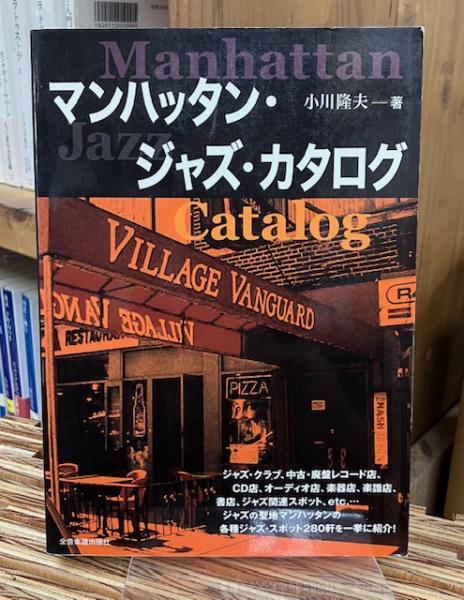 Manhattan
マンハッタン・
小川隆夫―著
Jazz
ジャズ・カタログ
Catalog
VILLAGE VANGUARD
VILLAGE VANG
RESTAURAN
PIZZA
R
ジャズ・クラブ、中古・廃盤レコード店、
CD店、オーディオ店、楽器店、楽譜店、
書店、ジャズ関連スポット、etc.…
ジャズの聖地マンハッタンの
各種ジャズ・スポット280軒を一挙に紹介!
全音楽譜出版社